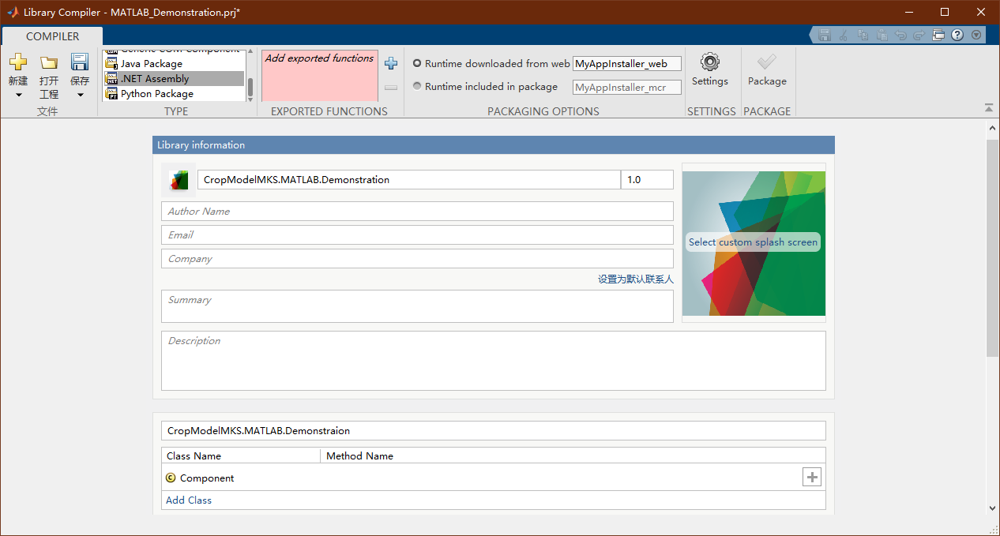 Library Compiler - MATLAB_Demonstration.prj*
COMPILER
新建
打开
工程
保存
文件
Generic COM Component
Java Package
.NET Assembly
Python Package
TYPE
Add exported functions
EXPORTED FUNCTIONS
Runtime downloaded from web MyAppInstaller_web
Runtime included in package MyAppInstaller_mcr
PACKAGING OPTIONS
Settings
SETTINGS
Package
PACKAGE
Library information
CropModelMKS.MATLAB.Demonstration 1.0
Author Name
Email
Company
设置为默认联系人
Summary
Select custom splash screen
Description
CropModelMKS.MATLAB.Demonstraion
Class Name Method Name
Component
Add Class